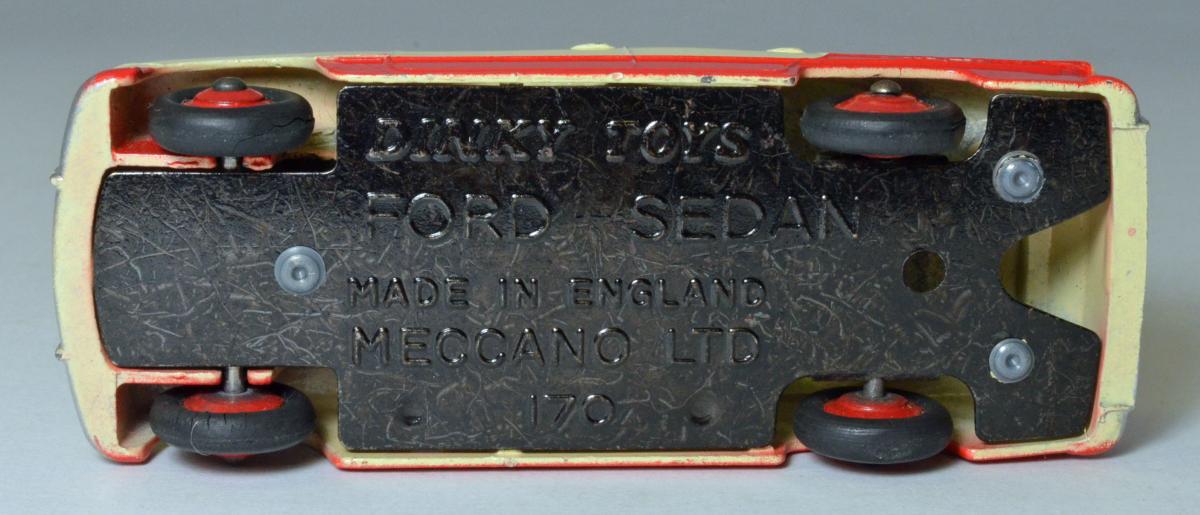 DINKY TOYS
FORD SEDAN
MADE IN ENGLAND
MECCANO LTD
170